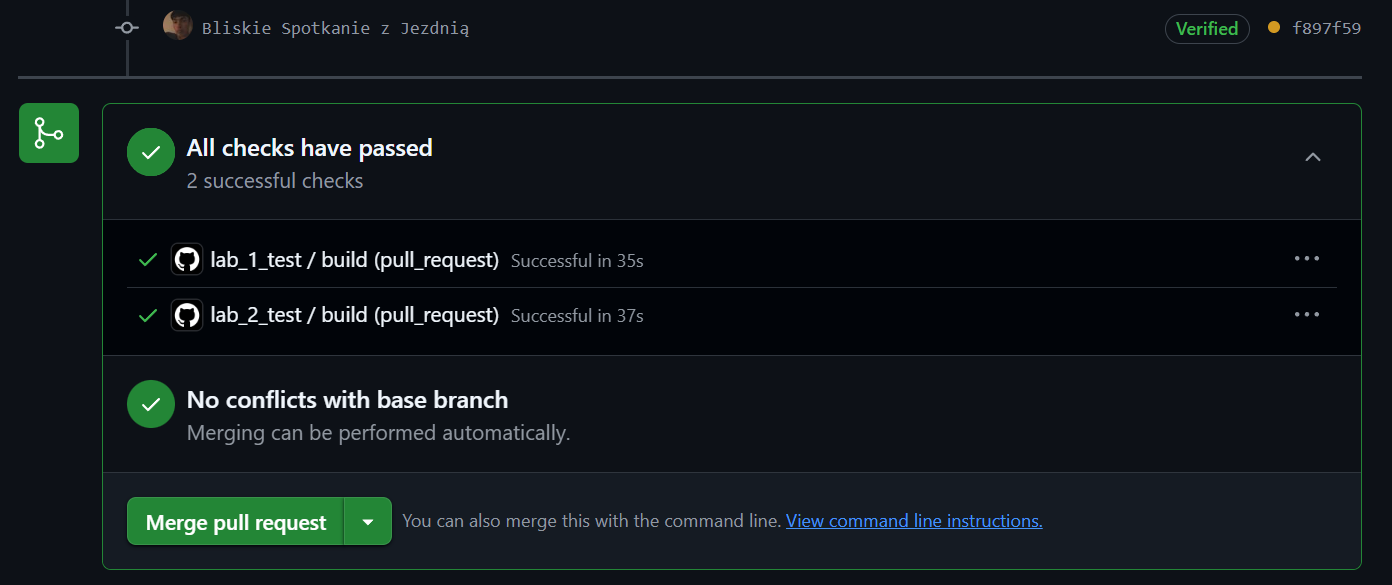 Bliskie Spotkanie z Jezdnią
Verified
f897f59
All checks have passed
2 successful checks
lab_1_test / build (pull_request) Successful in 35s
lab_2_test / build (pull_request) Successful in 37s
No conflicts with base branch
Merging can be performed automatically.
Merge pull request
You can also merge this with the command line. View command line instructions.